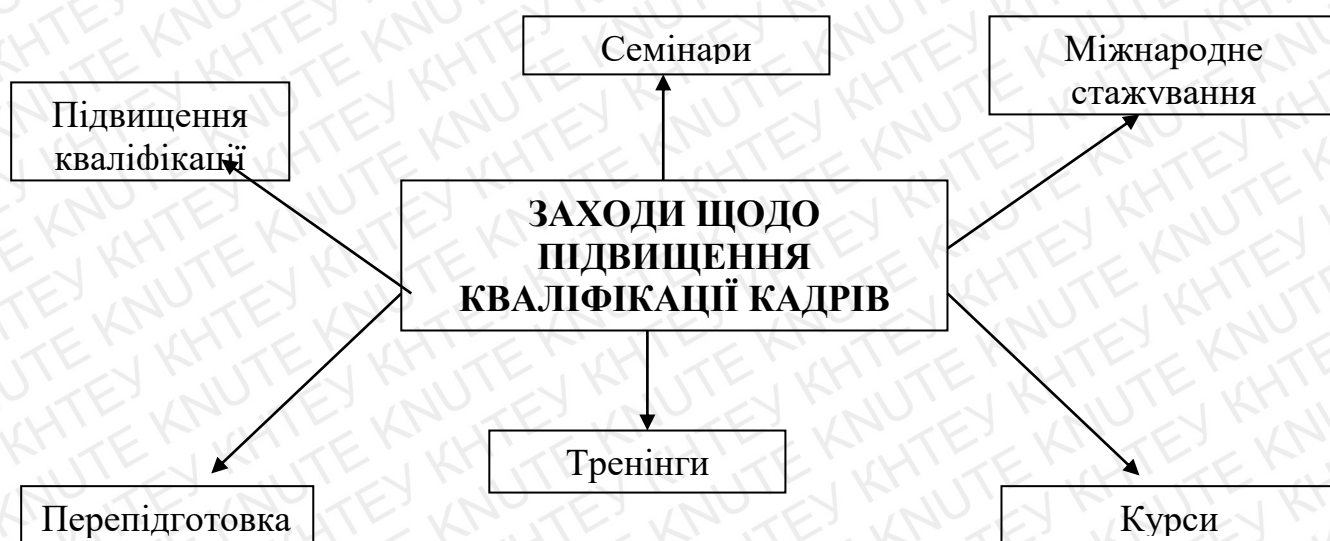 Семінари
Міжнародне
стажування
Підвищення
кваліфікації
ЗАХОДИ ЩОДО
ПІДВИЩЕННЯ
КВАЛІФІКАЦІЇ КАДРІВ
Тренінги
Перепідготовка
Курси